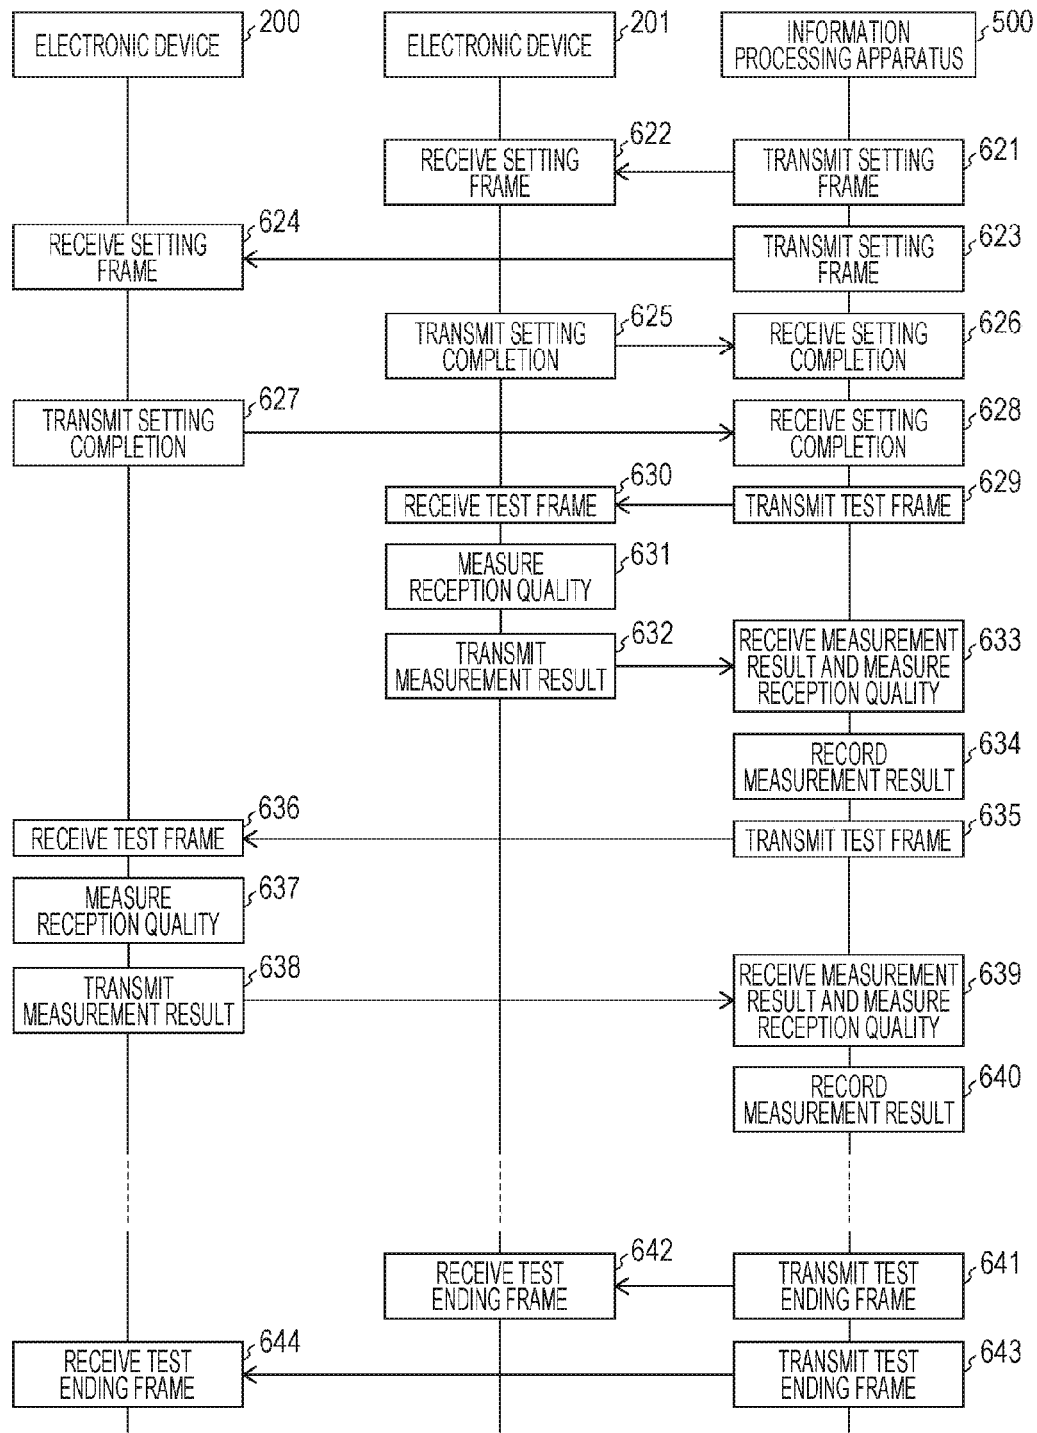 200
ELECTRONIC DEVICE
201
ELECTRONIC DEVICE
500
INFORMATION
PROCESSING APPARATUS
622
RECEIVE SETTING
FRAME
621
TRANSMIT SETTING
FRAME
624
RECEIVE SETTING
FRAME
623
TRANSMIT SETTING
FRAME
625
TRANSMIT SETTING
COMPLETION
626
RECEIVE SETTING
COMPLETION
627
TRANSMIT SETTING
COMPLETION
628
RECEIVE SETTING
COMPLETION
630
RECEIVE TEST FRAME
629
TRANSMIT TEST FRAME
631
MEASURE
RECEPTION QUALITY
632
TRANSMIT
MEASUREMENT RESULT
633
RECEIVE MEASUREMENT
RESULT AND MEASURE
RECEPTION QUALITY
634
RECORD
MEASUREMENT RESULT
636
RECEIVE TEST FRAME
635
TRANSMIT TEST FRAME
637
MEASURE
RECEPTION QUALITY
638
TRANSMIT
MEASUREMENT RESULT
639
RECEIVE MEASUREMENT
RESULT AND MEASURE
RECEPTION QUALITY
640
RECORD
MEASUREMENT RESULT
642
RECEIVE TEST
ENDING FRAME
641
TRANSMIT TEST
ENDING FRAME
644
RECEIVE TEST
ENDING FRAME
643
TRANSMIT TEST
ENDING FRAME